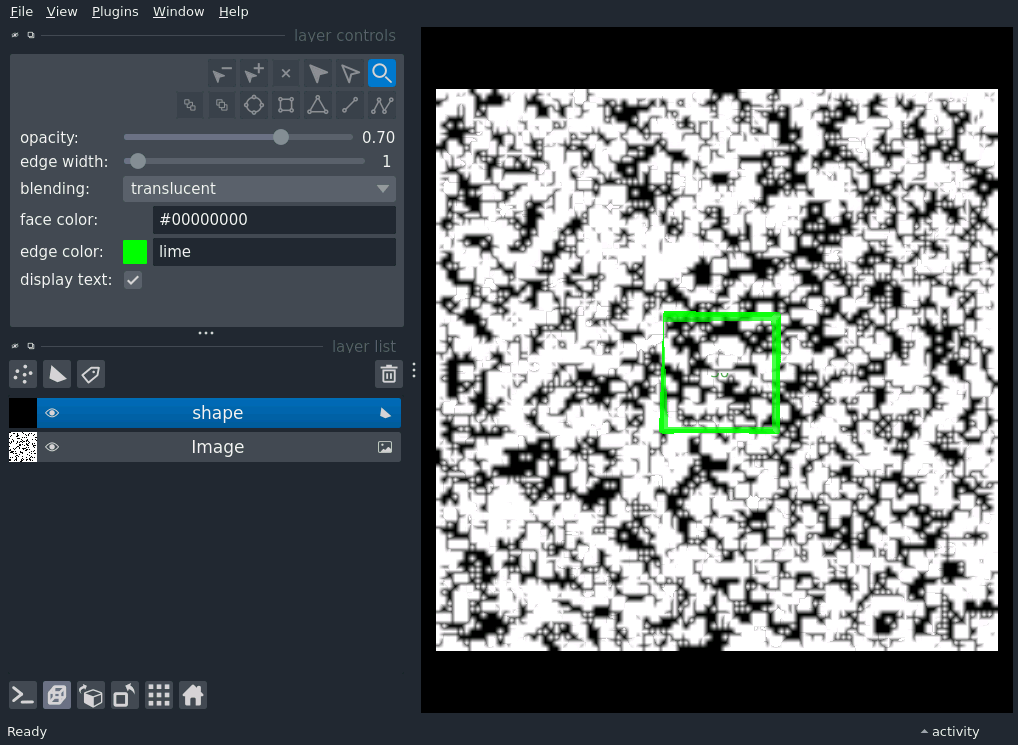 File View Plugins Window Help
layer controls
opacity: 0.70
edge width: 1
blending: translucent
face color: #00000000
edge color: lime
display text:
layer list
shape
Image
Ready
activity